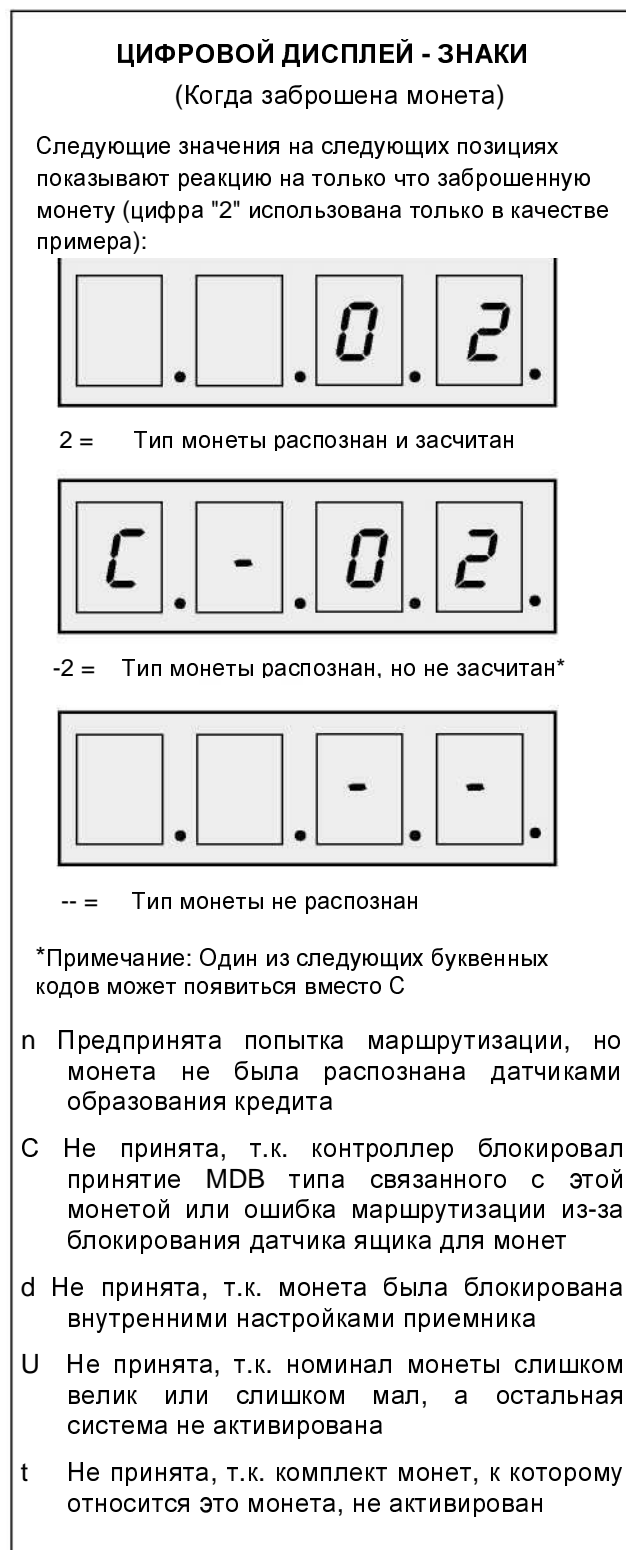 ЦИФРОВОЙ ДИСПЛЕЙ - ЗНАКИ
(Когда заброшена монета)
Следующие значения на следующих позициях
показывают реакцию на только что заброшенную
монету (цифра "2" использована только в качестве
примера):
. . 0. 2.
2 = Тип монеты распознан и засчитан
C. -. 0. 2.
-2 = Тип монеты распознан, но не засчитан*
. . -. -.
-- = Тип монеты не распознан
*Примечание: Один из следующих буквенных
кодов может появиться вместо С
n Предпринята попытка маршрутизации, но
монета не была распознана датчиками
образования кредита
C Не принята, т.к. контроллер блокировал
принятие MDB типа связанного с этой
монетой или ошибка маршрутизации из-за
блокирования датчика ящика для монет
d Не принята, т.к. монета была блокирована
внутренними настройками приемника
U Не принята, т.к. номинал монеты слишком
велик или слишком мал, а остальная
система не активирована
t Не принята, т.к. комплект монет, к которому
относится это монета, не активирован